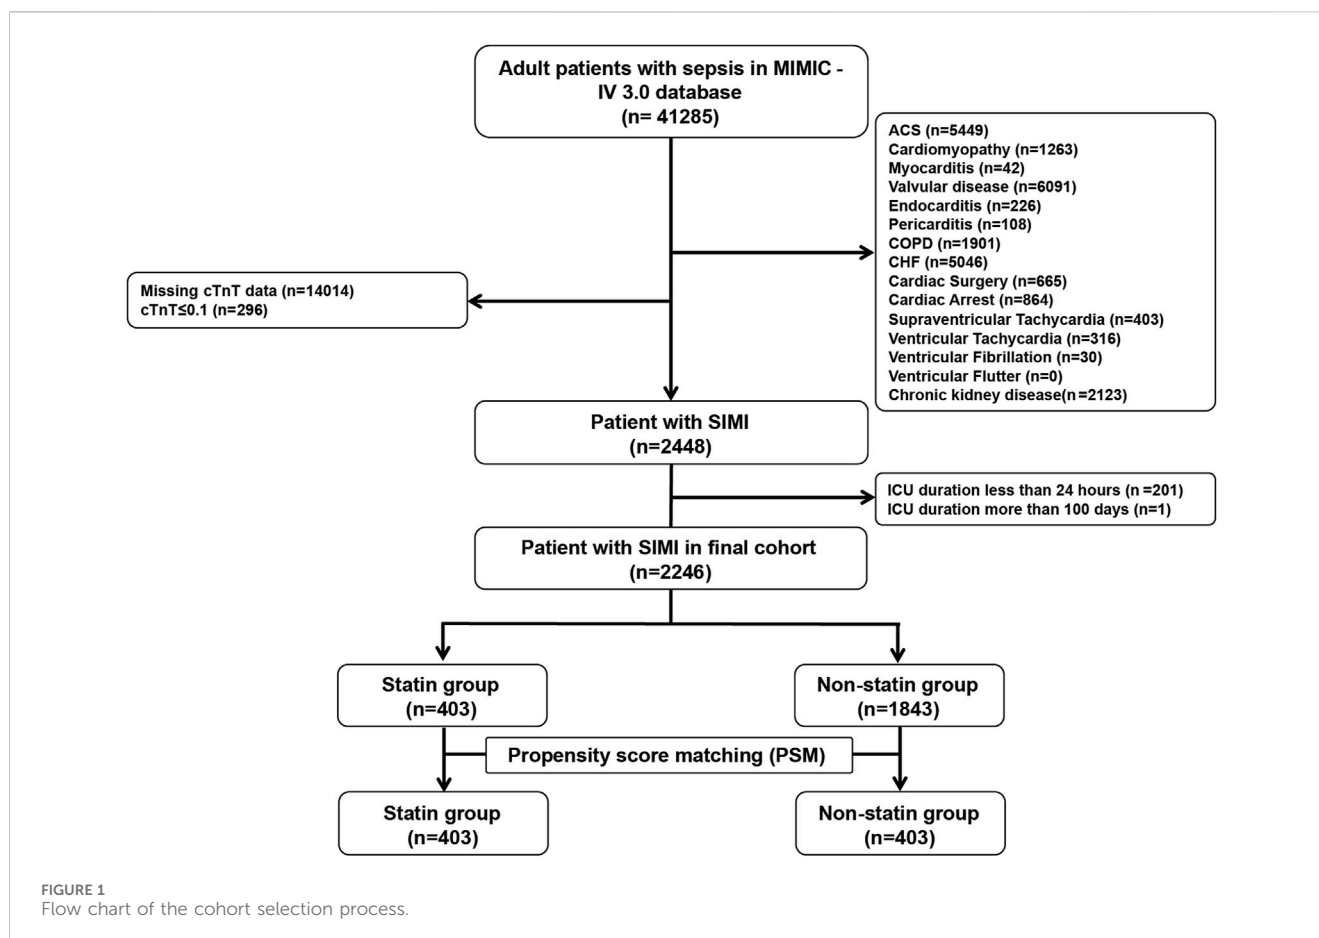 Adult patients with sepsis in MIMIC -
IV 3.0 database
(n= 41285)
ACS (n=5449)
Cardiomyopathy (n=1263)
Myocarditis (n=42)
Valvular disease (n=6091)
Endocarditis (n=226)
Pericarditis (n=108)
COPD (n=1901)
CHF (n=5046)
Cardiac Surgery (n=665)
Cardiac Arrest (n=864)
Supraventricular Tachycardia (n=403)
Ventricular Tachycardia (n=316)
Ventricular Fibrillation (n=30)
Ventricular Flutter (n=0)
Chronic kidney disease(n=2123)
Missing cTnT data (n=14014)
cTnT≤0.1 (n=296)
Patient with SIMI
(n=2448)
ICU duration less than 24 hours (n=201)
ICU duration more than 100 days (n=1)
Patient with SIMI in final cohort
(n=2246)
Statin group
(n=403)
Non-statin group
(n=1843)
Propensity score matching (PSM)
Statin group
(n=403)
Non-statin group
(n=403)
FIGURE 1
Flow chart of the cohort selection process.